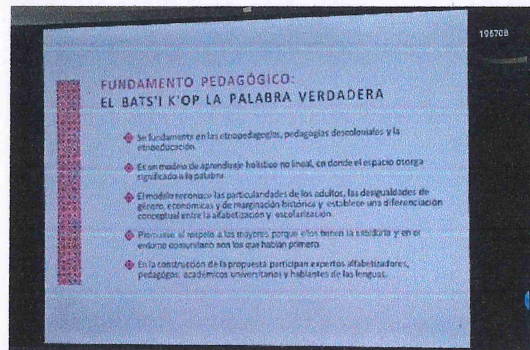 195708
FUNDAMENTO PEDAGÓGICO:
EL BATS'I K'OP LA PALABRA VERDADERA
Se fundamenta en las etnopedagogías, pedagogías descoloniales y la
etnoeducación.
Es un modelo de aprendizaje holístico no lineal, en donde el espacio otorga
significado a la palabra.
El modelo reconoce las particularidades de los adultos, las desigualdades de
género, económicas y de marginación histórica y establece una diferenciación
conceptual entre la alfabetización y escolarización.
Promueve el respeto a los mayores porque ellos tienen la sabiduría y en el
entorno comunitario son los que hablan primero.
En la construcción de la propuesta participan expertos alfabetizadores,
pedagogos, académicos universitarios y hablantes de las lenguas.